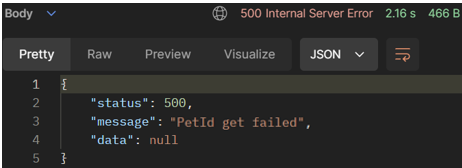 Body 500 Internal Server Error 2.16 s 466 B
Pretty Raw Preview Visualize JSON
1 {
2 "status": 500,
3 "message": "PetId get failed",
4 "data": null
5 }